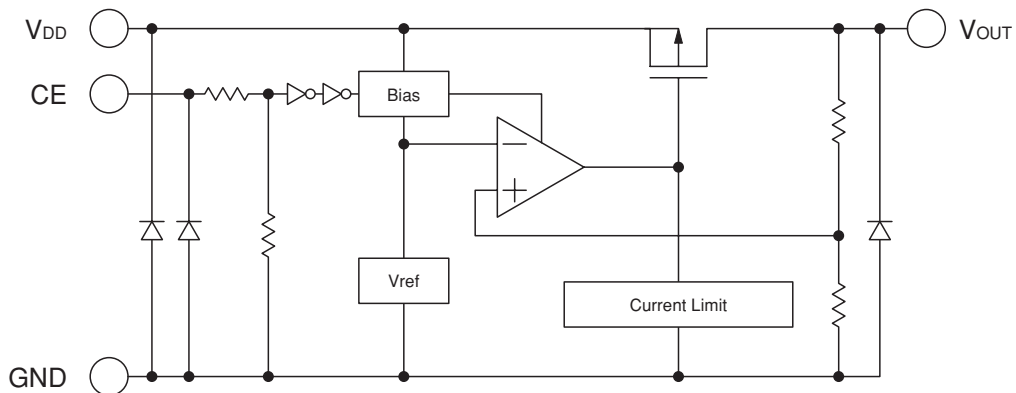 VDD
VOUT
CE
Bias
−
+
Vref
Current Limit
GND